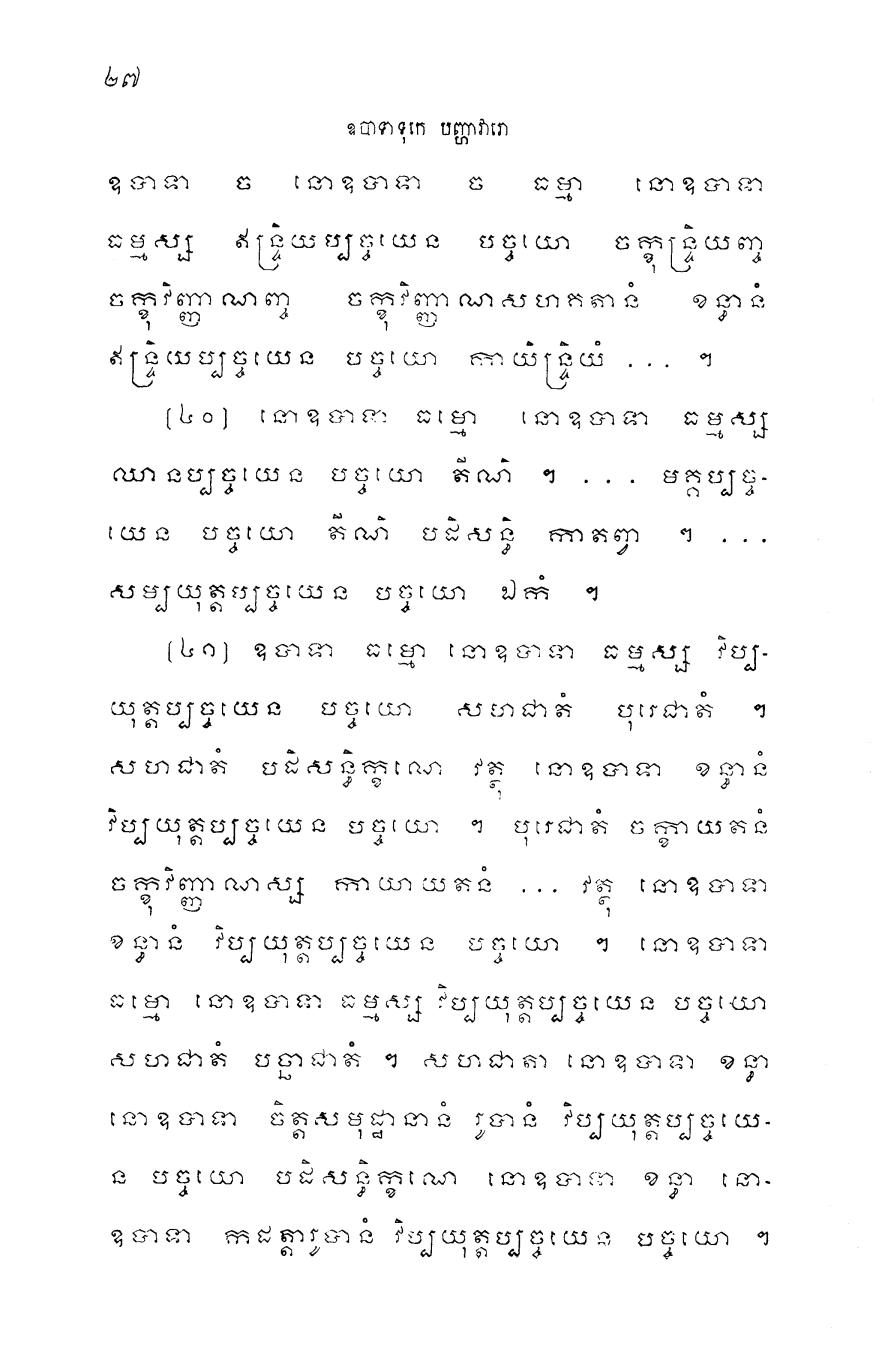 ២៧
ឧបាទាទុកេ បញ្ហាវារោ
ឧបាទា ច នោឧបាទា ច ធម្មា នោឧបាទា
ធម្មស្ស ឥន្ទ្រិយប្បច្ចយេន បច្ចយោ ចក្ខុន្ទ្រិយញ្ច
ចក្ខុវិញ្ញាណញ្ច ចក្ខុវិញ្ញាណសហកតានំ ខន្ធានំ
ឥន្ទ្រិយប្បច្ចយេន បច្ចយោ កាយិន្ទ្រិយំ ... ។
[៤០] នោឧបាទា ធម្មោ នោឧបាទា ធម្មស្ស
ឈានប្បច្ចយេន បច្ចយោ តីណិ ។ ... មគ្គប្បច្ច-
យេន បច្ចយោ តីណិ បដិសន្ធិ កាតព្វា ។ ...
សម្បយុត្តប្បច្ចយេន បច្ចយោ ឯកំ ។
[៤១] ឧបាទា ធម្មោ នោឧបាទា ធម្មស្ស វិប្ប-
យុត្តប្បច្ចយេន បច្ចយោ សហជាតំ បុរេជាតំ ។
សហជាតំ បដិសន្ធិក្ខណេ វត្ថុ នោឧបាទា ខន្ធានំ
វិប្បយុត្តប្បច្ចយេន បច្ចយោ ។ បុរេជាតំ ចក្ខាយតនំ
ចក្ខុវិញ្ញាណស្ស កាយាយតនំ ... វត្ថុ នោឧបាទា
ខន្ធានំ វិប្បយុត្តប្បច្ចយេន បច្ចយោ ។ នោឧបាទា
ធម្មោ នោឧបាទា ធម្មស្ស វិប្បយុត្តប្បច្ចយេន បច្ចយោ
សហជាតំ បច្ឆាជាតំ ។ សហជាតា នោឧបាទា ខន្ធា
នោឧបាទា ចិត្តសមុដ្ឋានានំ រូបានំ វិប្បយុត្តប្បច្ចយេ-
ន បច្ចយោ បដិសន្ធិក្ខណេ នោឧបាទា ខន្ធា នោ-
ឧបាទា កដត្តារូបានំ វិប្បយុត្តប្បច្ចយេន បច្ចយោ ។